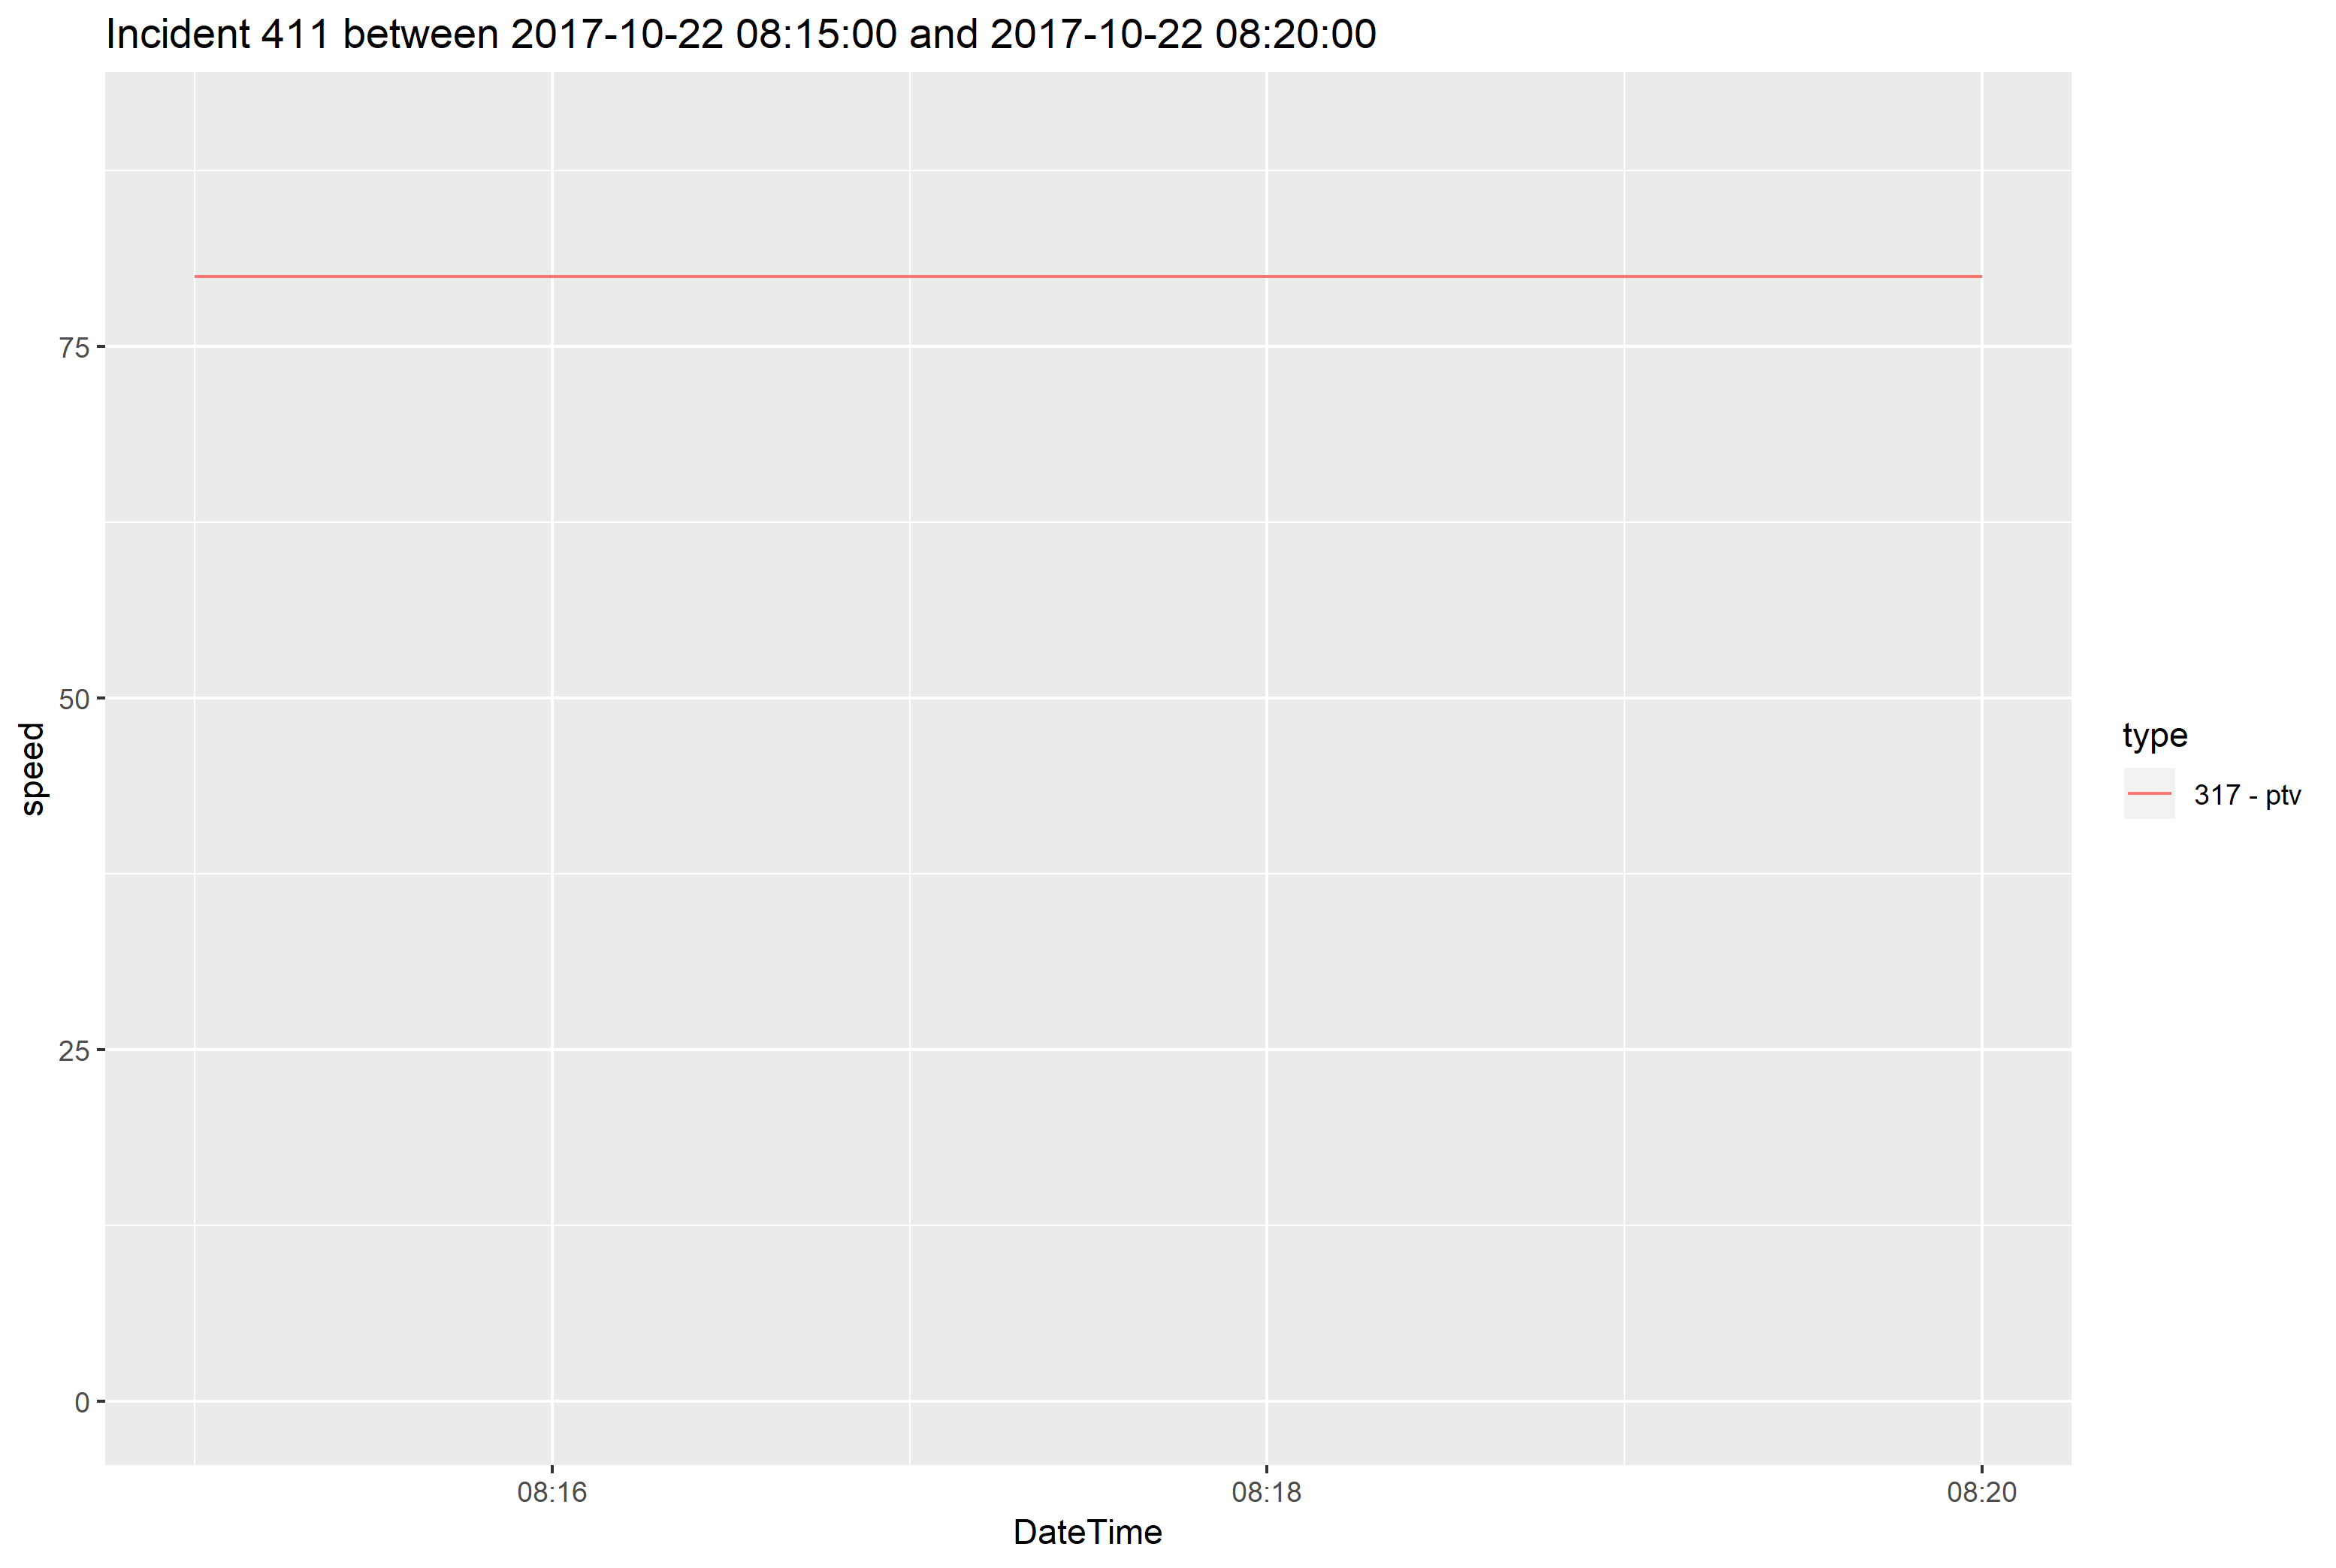 Incident 411 between 2017-10-22 08:15:00 and 2017-10-22 08:20:00
75
50
25
0
speed
08:16
08:18
08:20
DateTime
type
317 - ptv